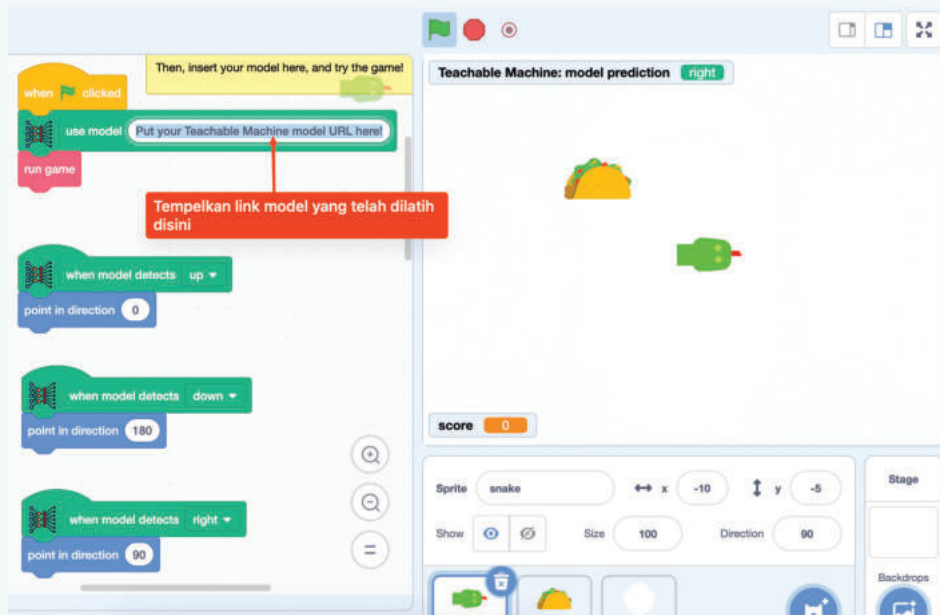 Then, insert your model here, and try the game!
when clicked
use model Put your Teachable Machine model URL here!
run game
Tempelkan link model yang telah dilatih
disini
when model detects up
point in direction 0
when model detects down
point in direction 180
when model detects right
point in direction 90
Teachable Machine: model prediction right
score 0
Sprite snake x -10 y -5
Show Size 100 Direction 90
Stage
Backdrops